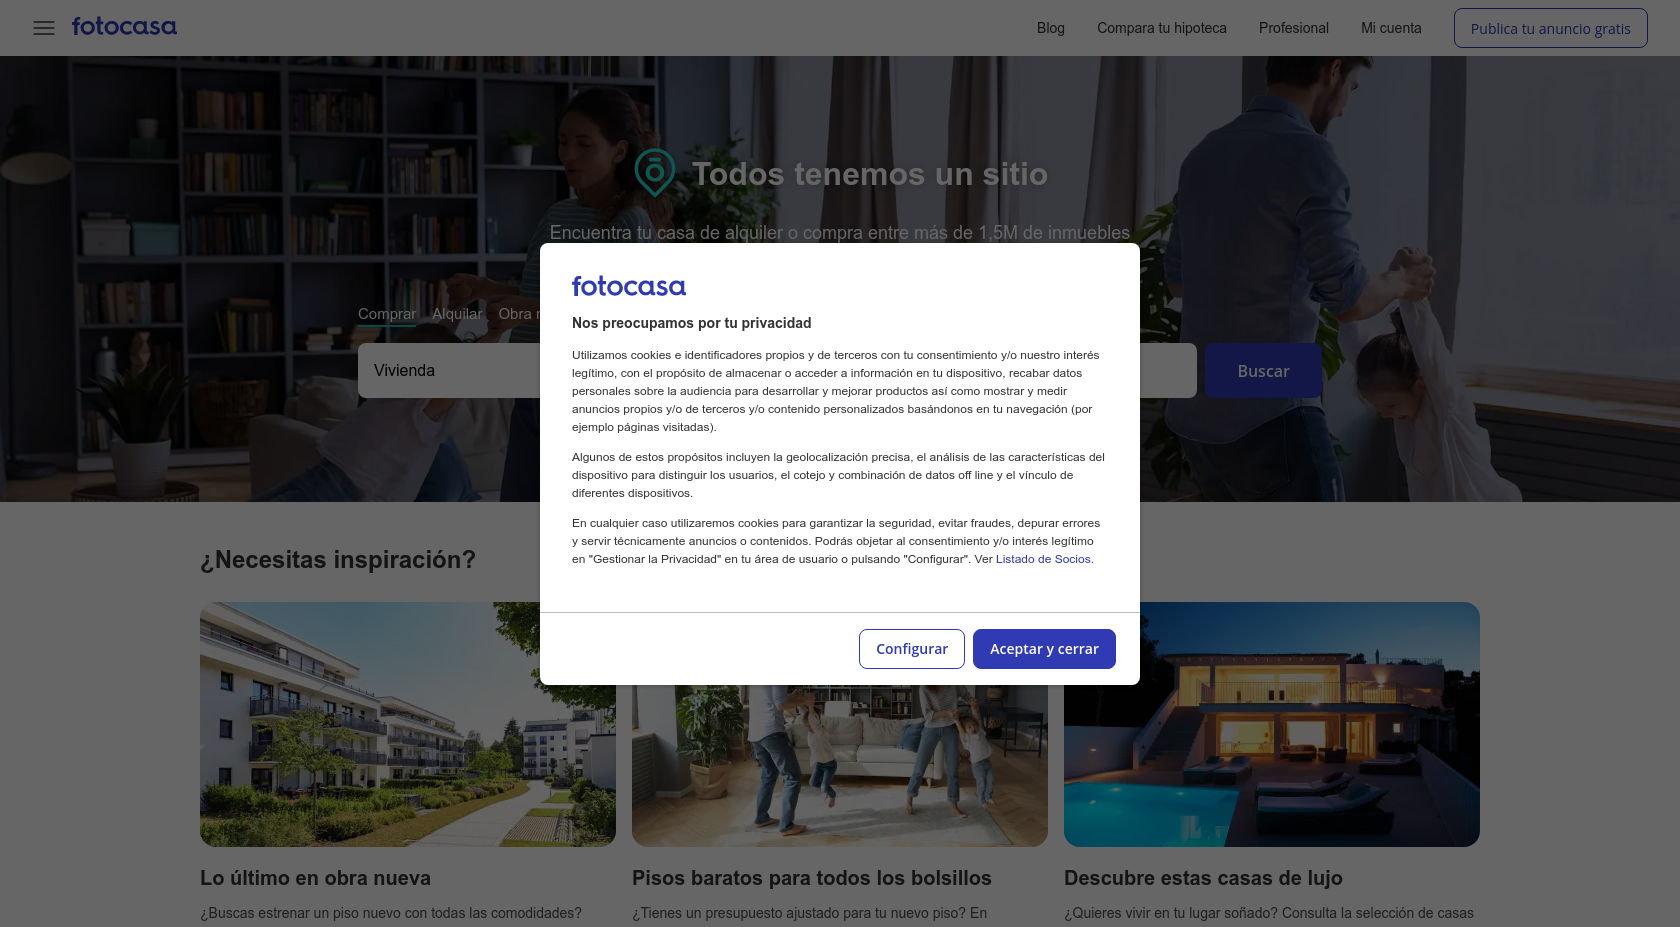 fotocasa
Blog
Compara tu hipoteca
Profesional
Mi cuenta
Publica tu anuncio gratis
Todos tenemos un sitio
Encuentra tu casa de alquiler o compra entre más de 1,5M de inmuebles
Comprar
Alquilar
Obra
Vivienda
Buscar
fotocasa
Nos preocupamos por tu privacidad
Utilizamos cookies e identificadores propios y de terceros con tu consentimiento y/o nuestro interés
legítimo, con el propósito de almacenar o acceder a información en tu dispositivo, recabar datos
personales sobre la audiencia para desarrollar y mejorar productos así como mostrar y medir
anuncios propios y/o de terceros y/o contenido personalizados basándonos en tu navegación (por
ejemplo páginas visitadas).
Algunos de estos propósitos incluyen la geolocalización precisa, el análisis de las características del
dispositivo para distinguir los usuarios, el cotejo y combinación de datos off line y el vínculo de
diferentes dispositivos.
En cualquier caso utilizaremos cookies para garantizar la seguridad, evitar fraudes, depurar errores
y servir técnicamente anuncios o contenidos. Podrás objetar al consentimiento y/o interés legítimo
en "Gestionar la Privacidad" en tu área de usuario o pulsando "Configurar". Ver Listado de Socios.
Configurar
Aceptar y cerrar
¿Necesitas inspiración?
Lo último en obra nueva
¿Buscas estrenar un piso nuevo con todas las comodidades?
Pisos baratos para todos los bolsillos
¿Tienes un presupuesto ajustado para tu nuevo piso? En
Descubre estas casas de lujo
¿Quieres vivir en tu lugar soñado? Consulta la selección de casas